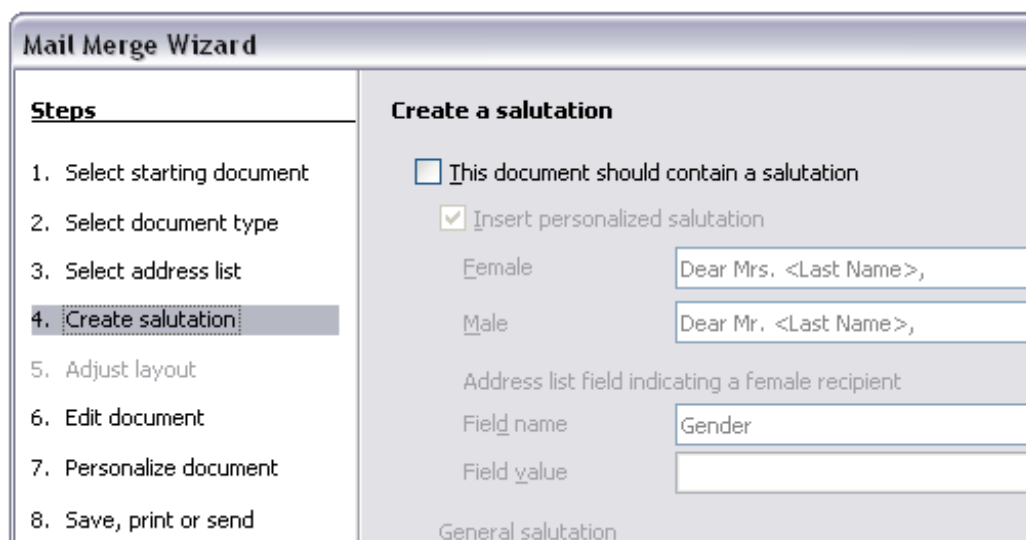 Mail Merge Wizard
Steps
1. Select starting document
2. Select document type
3. Select address list
4. Create salutation
5. Adjust layout
6. Edit document
7. Personalize document
8. Save, print or send
Create a salutation
This document should contain a salutation
Insert personalized salutation
Female Dear Mrs. <Last Name>,
Male Dear Mr. <Last Name>,
Address list field indicating a female recipient
Field name Gender
Field value
General salutation